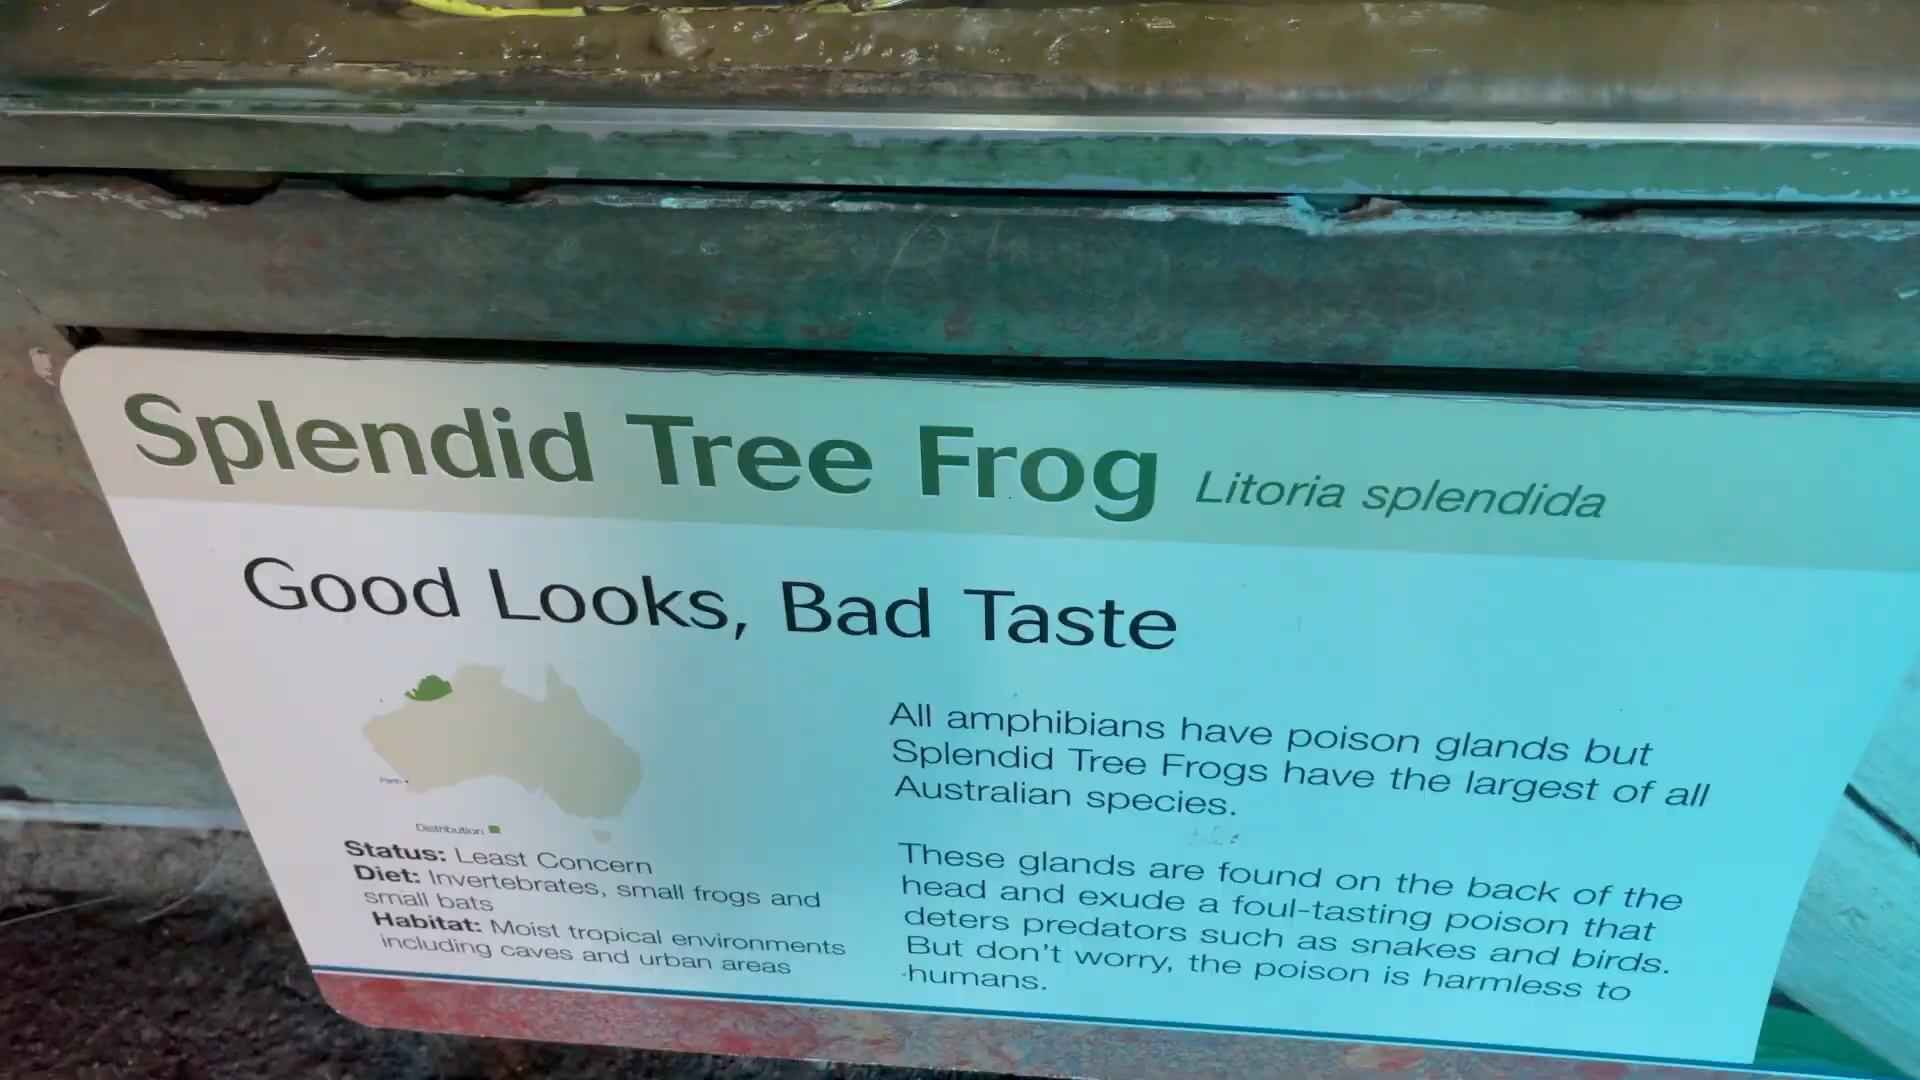 Splendid Tree Frog Litoria splendida
Good Looks, Bad Taste
Perth
Distribution
Status: Least Concern
Diet: Invertebrates, small frogs and
small bats
Habitat: Moist tropical environments
including caves and urban areas
All amphibians have poison glands but
Splendid Tree Frogs have the largest of all
Australian species.
These glands are found on the back of the
head and exude a foul-tasting poison that
deters predators such as snakes and birds.
But don't worry, the poison is harmless to
humans.